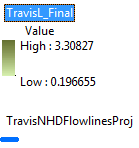 TravisL_Final
Value
High : 3.30827
Low : 0.196655
TravisNHDFlowlinesProj